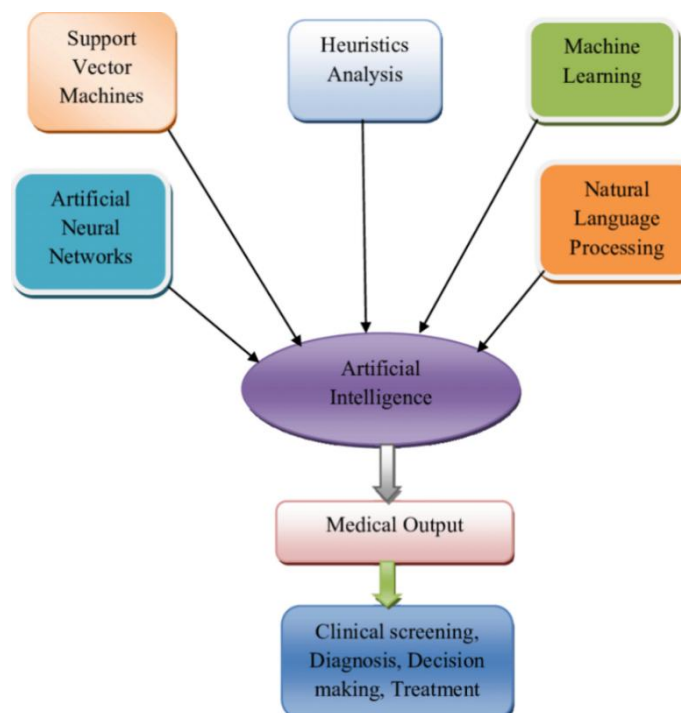 Support
Vector
Machines
Heuristics
Analysis
Machine
Learning
Artificial
Neural
Networks
Natural
Language
Processing
Artificial
Intelligence
Medical Output
Clinical screening,
Diagnosis, Decision
making, Treatment